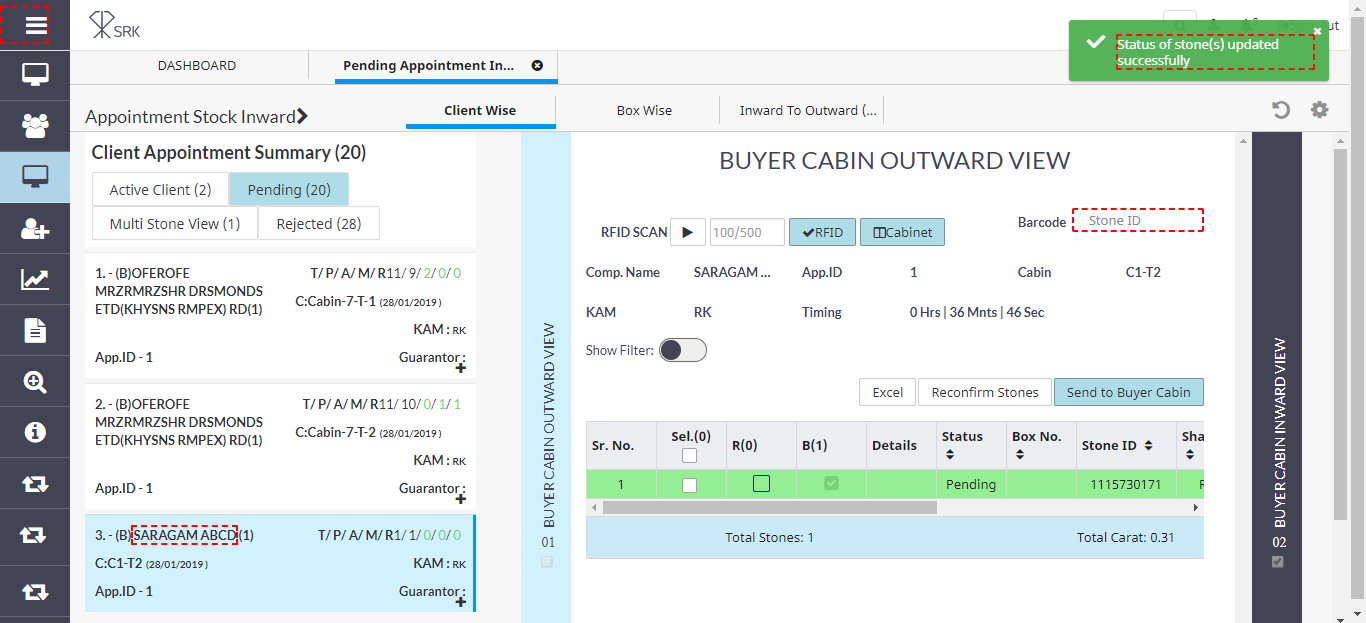 SRK
DASHBOARD
Pending Appointment In...
Status of stone(s) updated
successfully
Appointment Stock Inward
Client Wise
Box Wise
Inward To Outward (...
Client Appointment Summary (20)
Active Client (2)
Pending (20)
Multi Stone View (1)
Rejected (28)
1. - (B)OFEROFE
MRZRMRZSHR DRSMONDS
ETD(KHYSNS RMPEX) RD(1)
T/ P/ A/ M/ R11/ 9/ 2/ 0/ 0
C:Cabin-7-T-1 (28/01/2019 )
KAM : RK
App.ID - 1
Guarantor :
2. - (B)OFEROFE
MRZRMRZSHR DRSMONDS
ETD(KHYSNS RMPEX) RD(1)
T/ P/ A/ M/ R11/ 10/ 0/ 1/ 1
C:Cabin-7-T-2 (28/01/2019 )
KAM : RK
App.ID - 1
Guarantor :
3. - (B)SARAGAM ABCD(1)
T/ P/ A/ M/ R1/ 1/ 0/ 0/ 0
C:C1-T2 (28/01/2019 )
KAM : RK
App.ID - 1
Guarantor :
BUYER CABIN OUTWARD VIEW
01
BUYER CABIN OUTWARD VIEW
RFID SCAN
100/500
RFID
Cabinet
Barcode
Stone ID
Comp. Name
SARAGAM ...
App.ID
1
Cabin
C1-T2
KAM
RK
Timing
0 Hrs | 36 Mnts | 46 Sec
Show Filter:
Excel
Reconfirm Stones
Send to Buyer Cabin
Sr. No.
Sel.(0)
R(0)
B(1)
Details
Status
Box No.
Stone ID
Sha
1
Pending
1115730171
Total Stones: 1
Total Carat: 0.31
BUYER CABIN INWARD VIEW
02